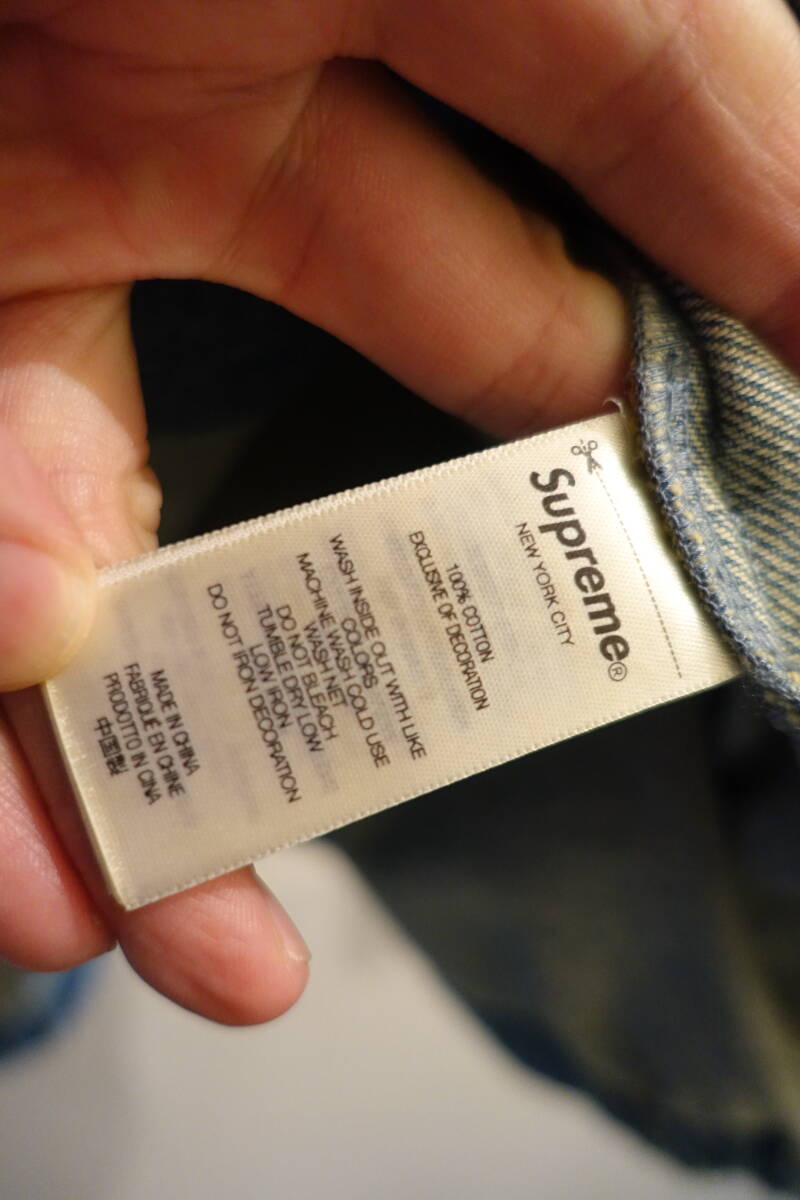 Supreme®
NEW YORK CITY
100% COTTON
EXCLUSIVE OF DECORATION
WASH INSIDE OUT WITH LIKE
COLORS
MACHINE WASH COLD USE
WASH NET
DO NOT BLEACH
TUMBLE DRY LOW
LOW IRON
DO NOT IRON DECORATION
MADE IN CHINA
FABRIQUÉ EN CHINE
PRODOTTO IN CINA
中国製